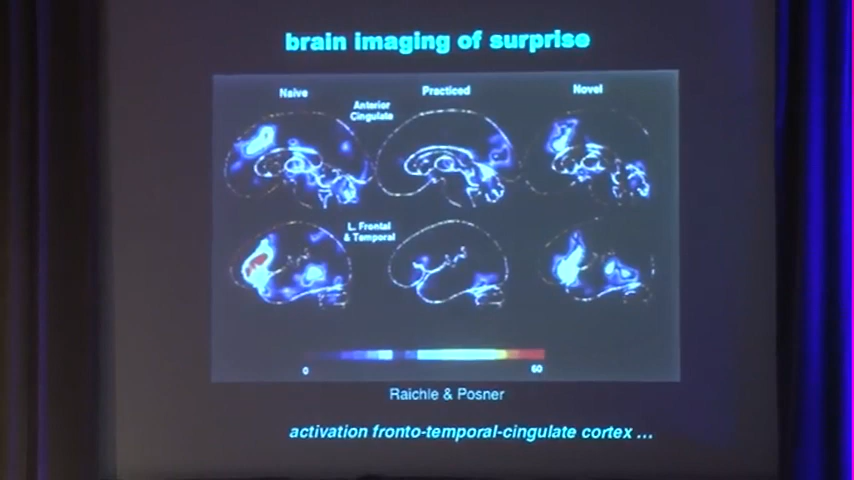 brain imaging of surprise
Naive
Practiced
Novel
Anterior
Cingulate
L. Frontal
& Temporal
0
60
Raichle & Posner
activation fronto-temporal-cingulate cortex ...